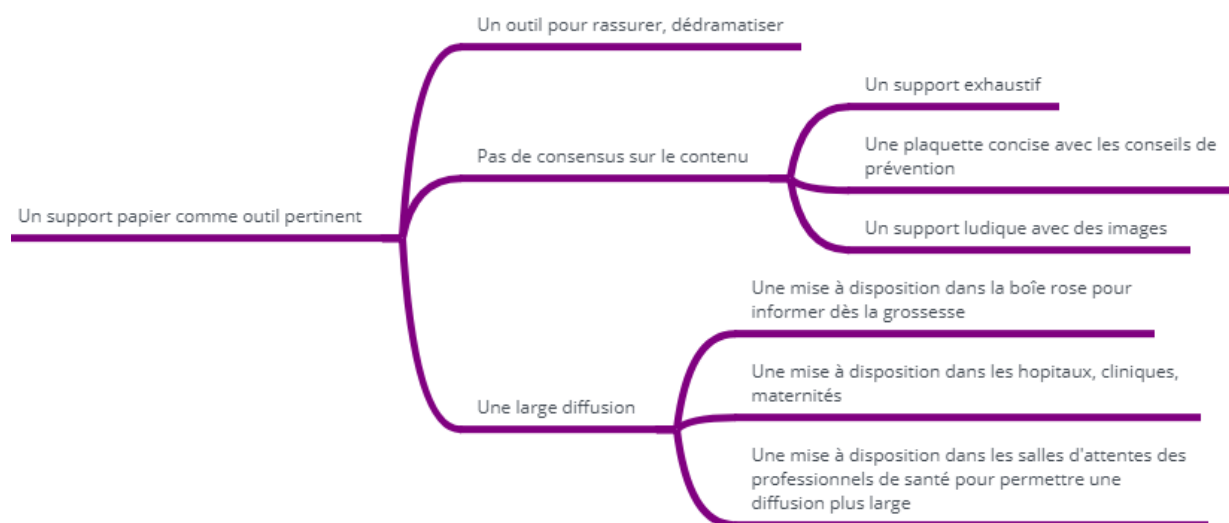 Un outil pour rassurer, dédramatiser
Un support exhaustif
Une plaquette concise avec les conseils de
prévention
Pas de consensus sur le contenu
Un support ludique avec des images
Un support papier comme outil pertinent
Une mise à disposition dans la boîe rose pour
informer dès la grossesse
Une mise à disposition dans les hopitaux, cliniques,
maternités
Une large diffusion
Une mise à disposition dans les salles d'attentes des
professionnels de santé pour permettre une
diffusion plus large